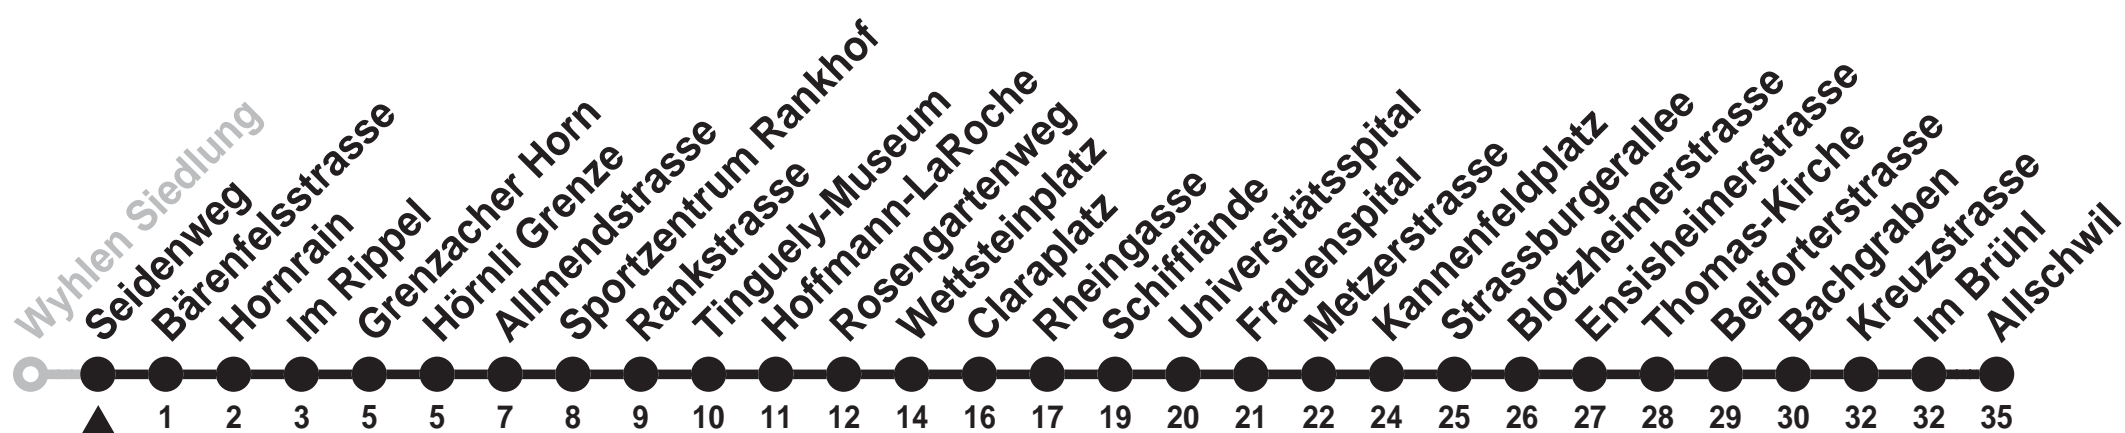 Wyhlen Siedlung
Seidenweg
Bärenfelsstrasse
Hornrain
Im Rippel
Grenzacher Horn
Hörnli Grenze
Allmendstrasse
Sportzentrum Rankhof
Rankstrasse
Tinguely-Museum
Hoffmann-LaRoche
Rosengartenweg
Wettsteinplatz
Claraplatz
Rheingasse
Schifflände
Universitätsspital
Frauenspital
Metzerstrasse
Kannenfeldplatz
Strassburgerallee
Blotzheimerstrasse
Ensisheimerstrasse
Thomas-Kirche
Belforterstrasse
Bachgraben
Kreuzstrasse
Im Brühl
Allschwil
1 2 3 5 5 7 8 9 10 11 12 14 16 17 19 20 21 22 24 25 26 27 28 29 30 32 32 35